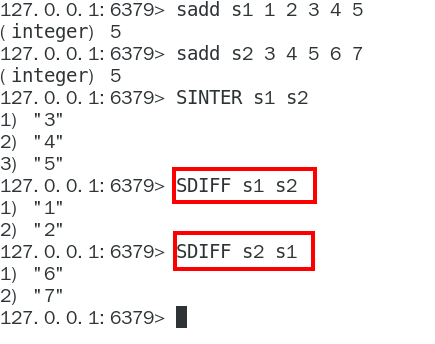 127.0.0.1:6379> sadd s1 1 2 3 4 5
(integer) 5
127.0.0.1:6379> sadd s2 3 4 5 6 7
(integer) 5
127.0.0.1:6379> SINTER s1 s2
1) "3"
2) "4"
3) "5"
127.0.0.1:6379> SDIFF s1 s2
1) "1"
2) "2"
127.0.0.1:6379> SDIFF s2 s1
1) "6"
2) "7"
127.0.0.1:6379>